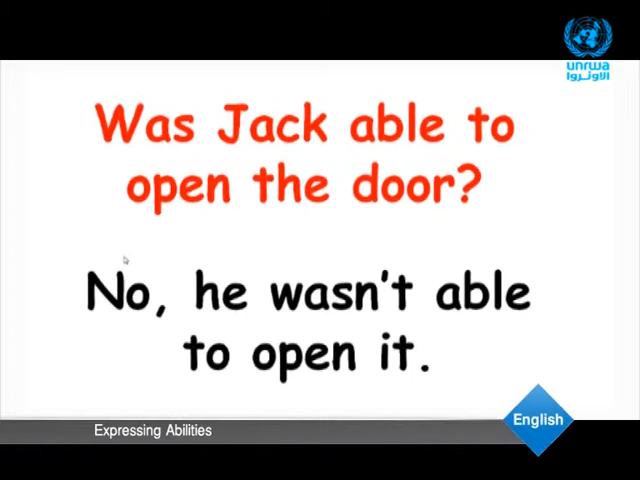 unrwa
الاونروا
Was Jack able to
open the door?
No, he wasn't able
to open it.
English
Expressing Abilities